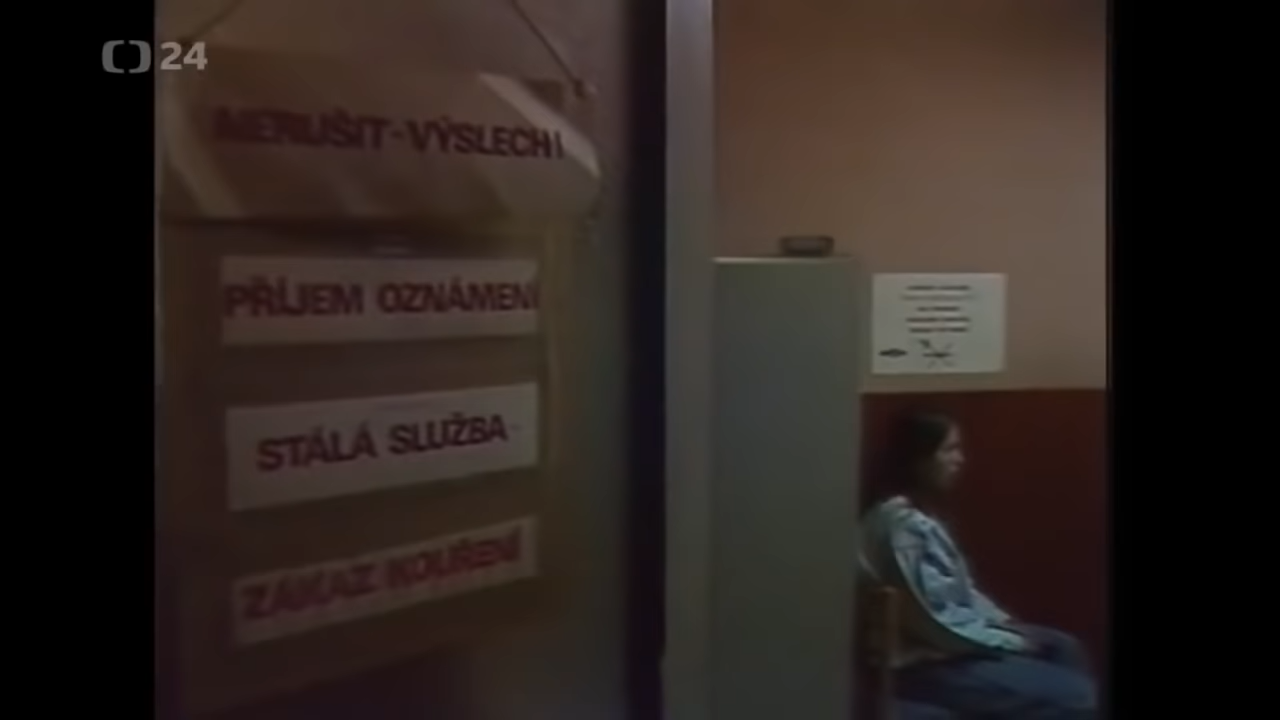 24
NERUŠIT-VÝSLECH!
PŘÍJEM OZNÁMENÍ
STÁLÁ SLUŽBA
ZÁKAZ KOUŘENÍ